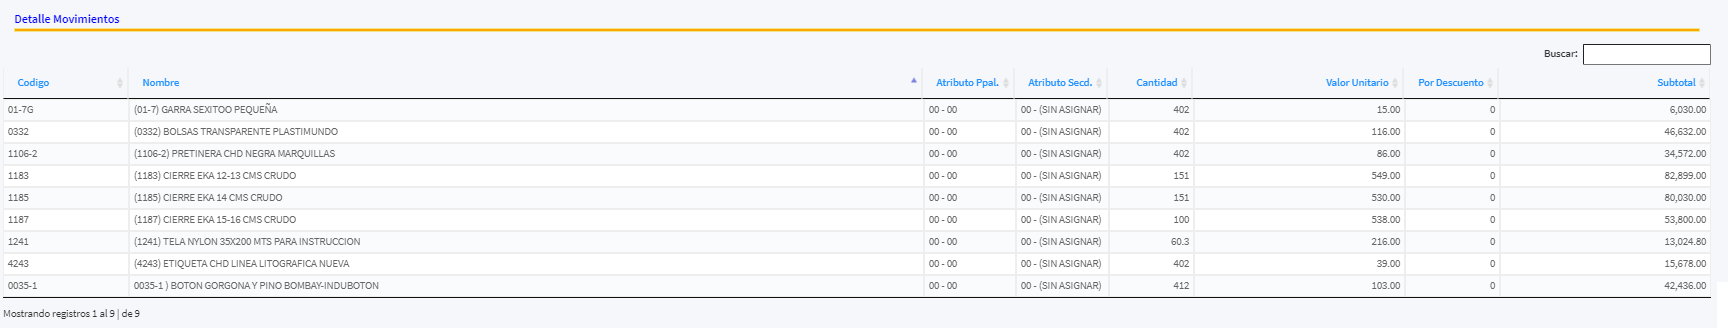 Detalle Movimientos
Buscar:
Codigo Nombre Atributo Ppal. Atributo Secd. Cantidad Valor Unitario Por Descuento Subtotal
01-7G (01-7) GARRA SEXITOO PEQUEÑA 00 - 00 00 - (SIN ASIGNAR) 402 15.00 0 6,030.00
0332 (0332) BOLSAS TRANSPARENTE PLASTIMUNDO 00 - 00 00 - (SIN ASIGNAR) 402 116.00 0 46,632.00
1106-2 (1106-2) PRETINERA CHD NEGRA MARQUILLAS 00 - 00 00 - (SIN ASIGNAR) 402 86.00 0 34,572.00
1183 (1183) CIERRE EKA 12-13 CMS CRUDO 00 - 00 00 - (SIN ASIGNAR) 151 549.00 0 82,899.00
1185 (1185) CIERRE EKA 14 CMS CRUDO 00 - 00 00 - (SIN ASIGNAR) 151 530.00 0 80,030.00
1187 (1187) CIERRE EKA 15-16 CMS CRUDO 00 - 00 00 - (SIN ASIGNAR) 100 538.00 0 53,800.00
1241 (1241) TELA NYLON 35X200 MTS PARA INSTRUCCION 00 - 00 00 - (SIN ASIGNAR) 60.3 216.00 0 13,024.80
4243 (4243) ETIQUETA CHD LINEA LITOGRAFICA NUEVA 00 - 00 00 - (SIN ASIGNAR) 402 39.00 0 15,678.00
0035-1 0035-1 ) BOTON GORGONA Y PINO BOMBAY-INDUBOTON 00 - 00 00 - (SIN ASIGNAR) 412 103.00 0 42,436.00
Mostrando registros 1 al 9 | de 9